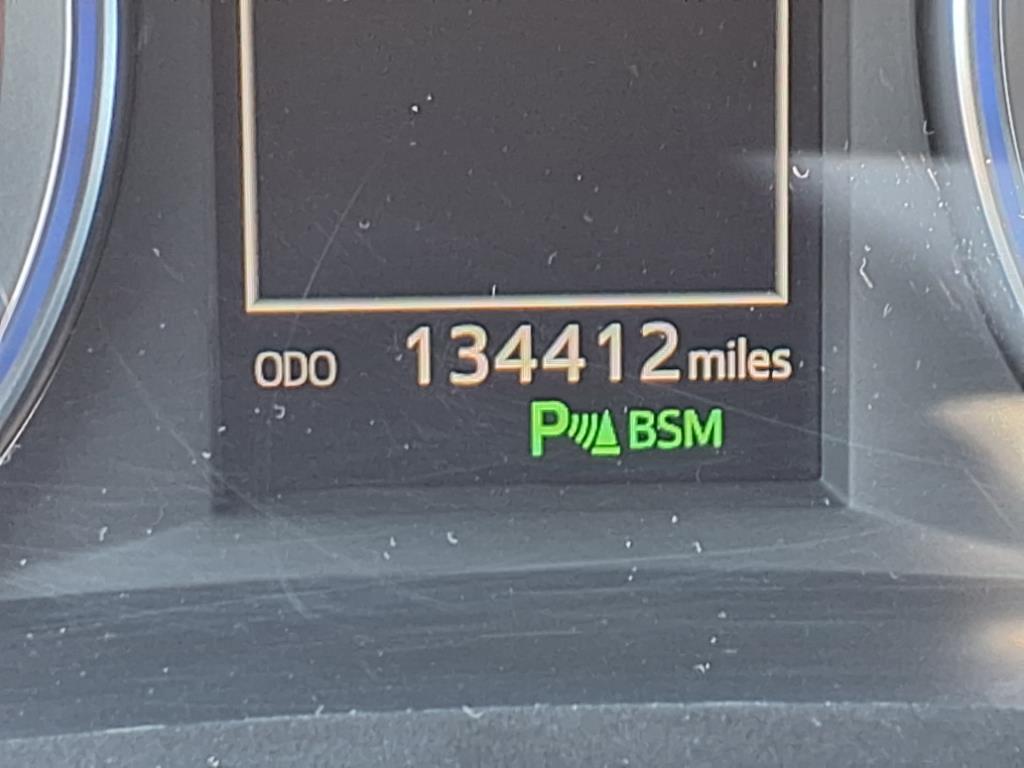 ODO 134412 miles
P BSM